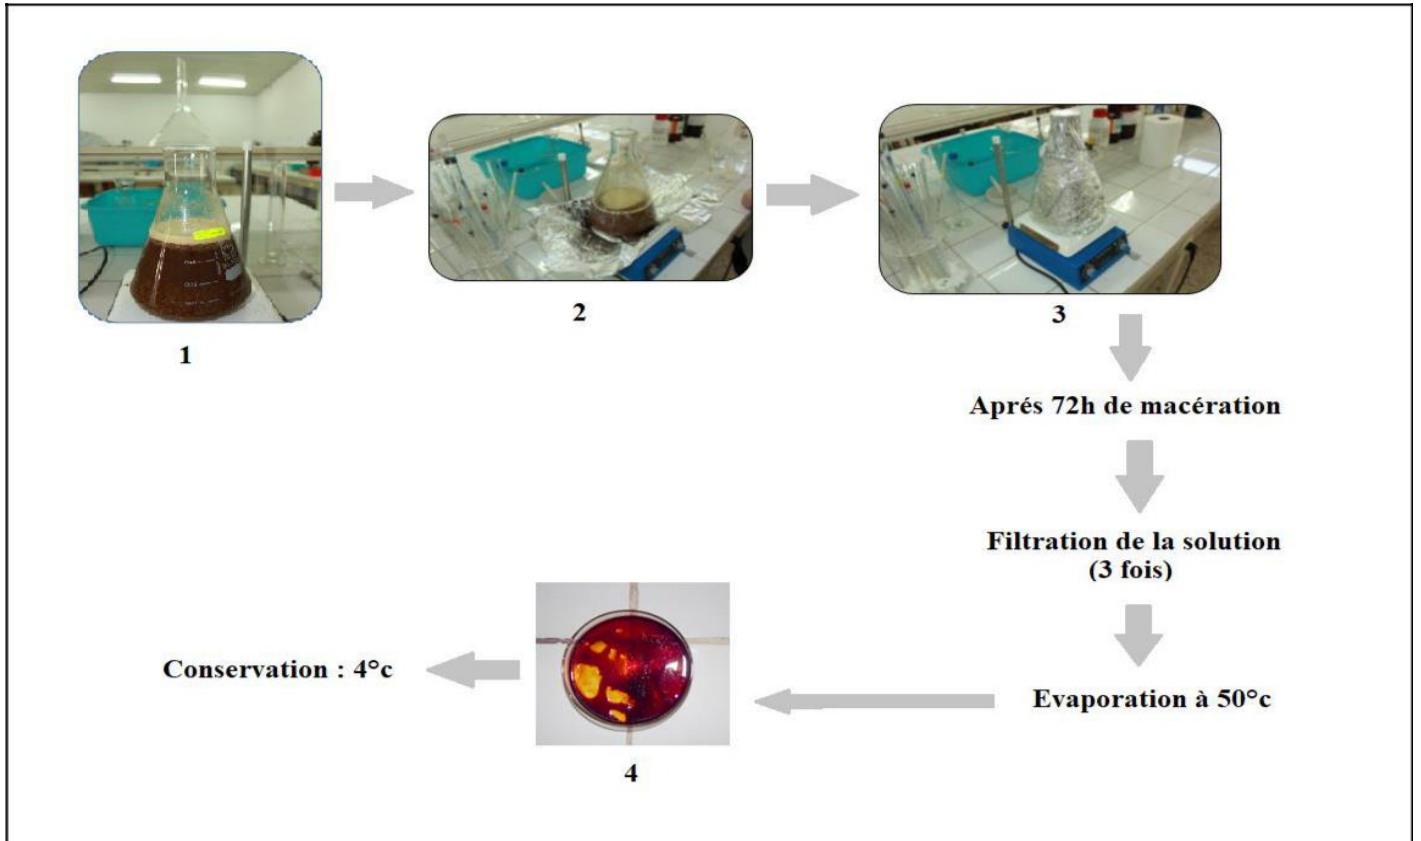 1
2
3
Aprés 72h de macération
Filtration de la solution
(3 fois)
Evaporation à 50°c
4
Conservation : 4°c